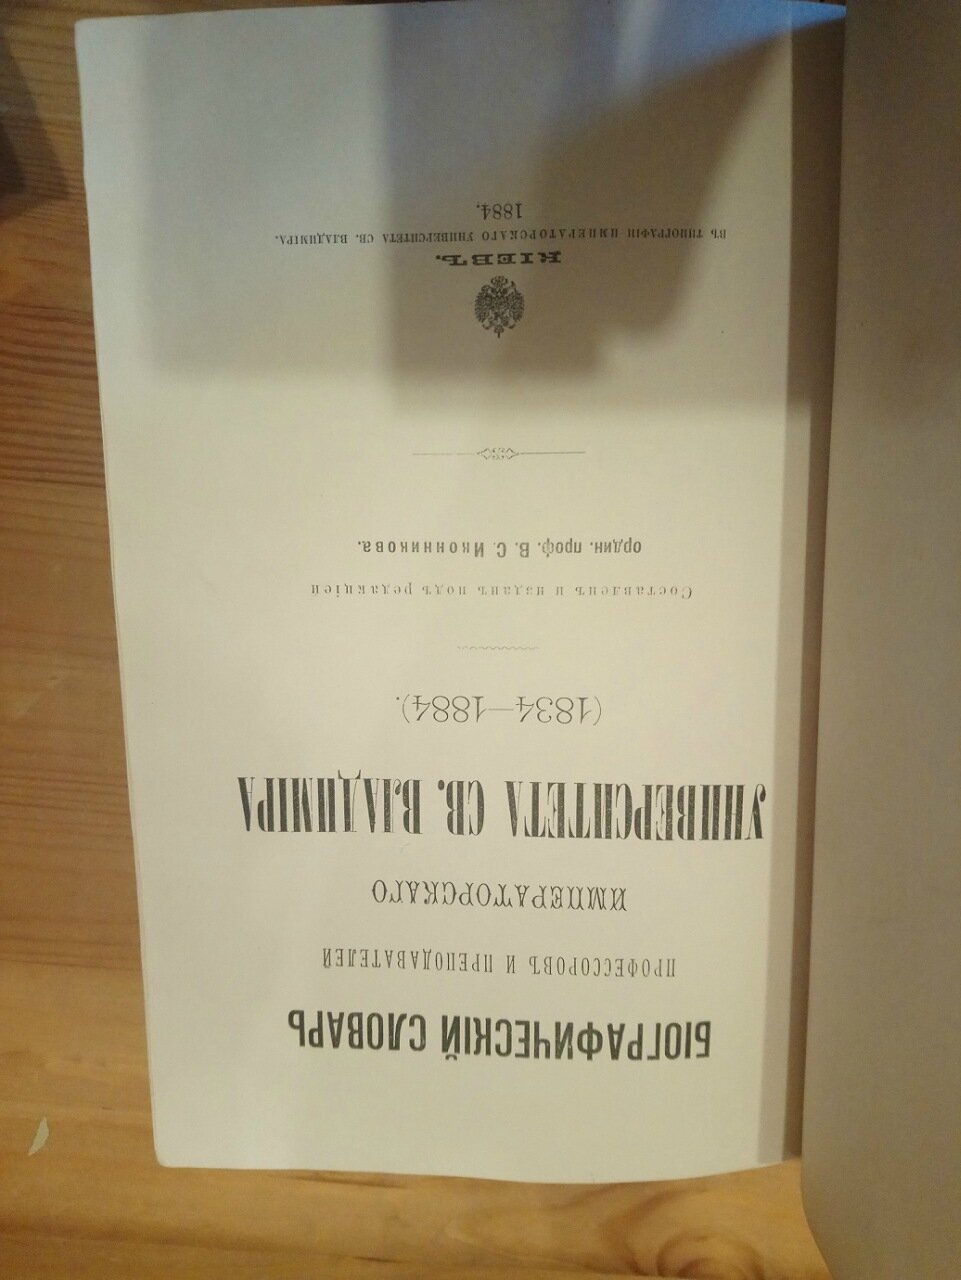 БІОГРАФИЧЕСКІЙ СЛОВАРЬ
ПРОФЕССОРОВЪ И ПРЕПОДАВАТЕЛЕЙ
ИМПЕРАТОРСКАГО
УНИВЕРСИТЕТА СВ. ВЛАДИМІРА
(1834—1884).
Составленъ и изданъ подъ редакціей
ордин. проф. В. С. Иконникова.
КІЕВЪ.
ВЪ ТИПОГРАФІИ ИМПЕРАТОРСКАГО УНИВЕРСИТЕТА СВ. ВЛАДИМІРА.
1884.